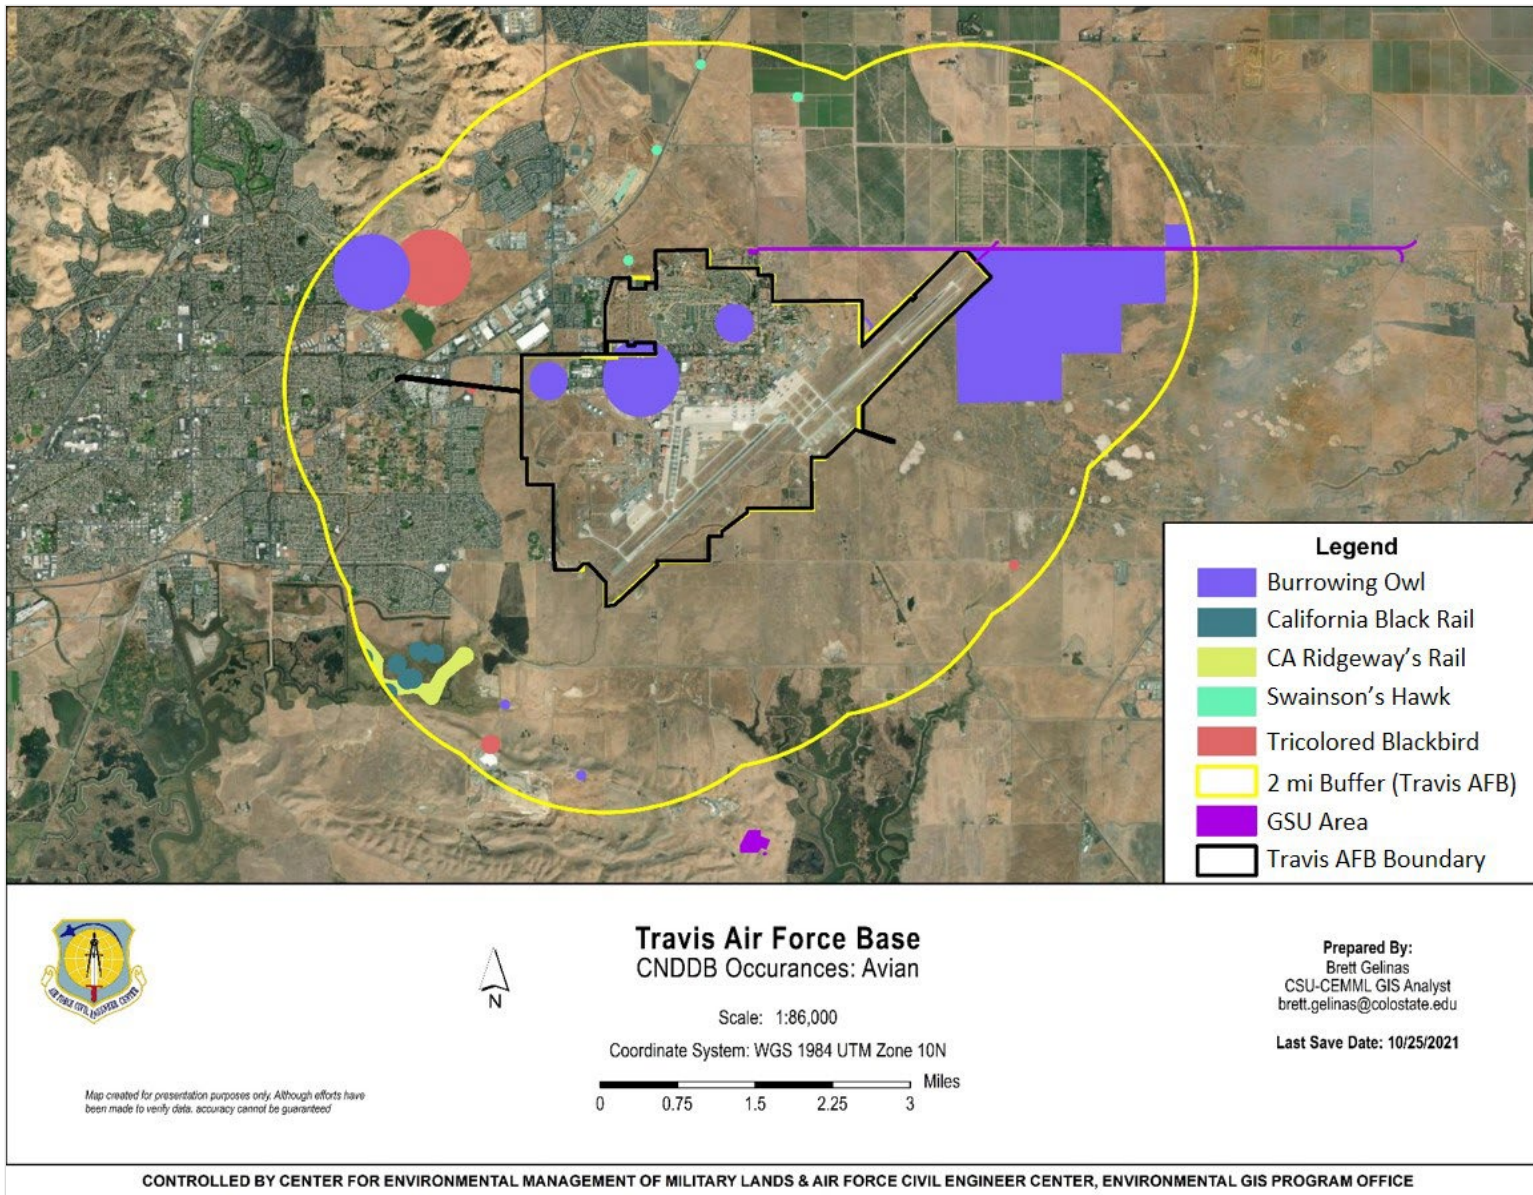 Legend
Burrowing Owl
California Black Rail
CA Ridgeway's Rail
Swainson's Hawk
Tricolored Blackbird
2 mi Buffer (Travis AFB)
GSU Area
Travis AFB Boundary
AIR FORCE CIVIL ENGINEER CENTER
N
Travis Air Force Base
CNDDB Occurances: Avian
Scale: 1:86,000
Coordinate System: WGS 1984 UTM Zone 10N
Miles
0 0.75 1.5 2.25 3
Prepared By:
Brett Gelinas
CSU-CEMML GIS Analyst
brett.gelinas@colostate.edu
Last Save Date: 10/25/2021
Map created for presentation purposes only. Although efforts have
been made to verify data, accuracy cannot be guaranteed
CONTROLLED BY CENTER FOR ENVIRONMENTAL MANAGEMENT OF MILITARY LANDS & AIR FORCE CIVIL ENGINEER CENTER, ENVIRONMENTAL GIS PROGRAM OFFICE